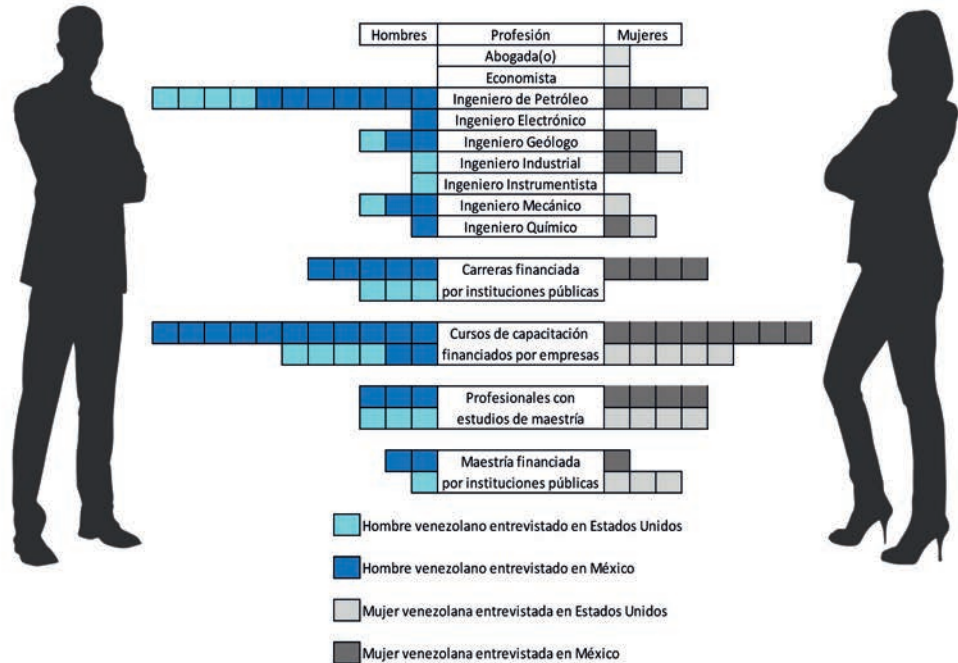 Hombres Profesión Mujeres
Abogada(o)
Economista
Ingeniero de Petróleo
Ingeniero Electrónico
Ingeniero Geólogo
Ingeniero Industrial
Ingeniero Instrumentista
Ingeniero Mecánico
Ingeniero Químico
Carreras financiada
por instituciones públicas
Cursos de capacitación
financiados por empresas
Profesionales con
estudios de maestría
Maestría financiada
por instituciones públicas
Hombre venezolano entrevistado en Estados Unidos
Hombre venezolano entrevistado en México
Mujer venezolana entrevistada en Estados Unidos
Mujer venezolana entrevistada en México